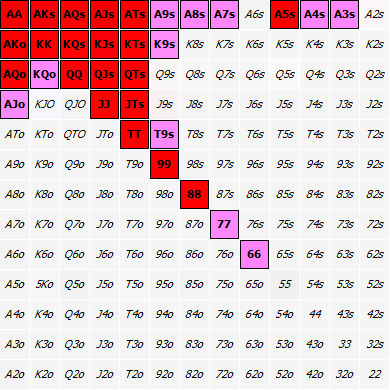 AA AKs AQs AJs ATs A9s A8s A7s A6s A5s A4s A3s A2s
AKo KK KQs KJs KTs K9s K8s K7s K6s K5s K4s K3s K2s
AQo KQo QQ QJs QTs Q9s Q8s Q7s Q6s Q5s Q4s Q3s Q2s
AJo KJO QJO JJ JTs J9s J8s J7s J6s J5s J4s J3s J2s
ATo KTo QTO JTo TT T9s T8s T7s T6s T5s T4s T3s T2s
A9o K9o Q9o J9o T9o 99 98s 97s 96s 95s 94s 93s 92s
A8o K8o Q8o J8o T8o 98o 88 87s 86s 85s 84s 83s 82s
A7o K7o Q7o J7o T7o 97o 87o 77 76s 75s 74s 73s 72s
A6o K6o Q6o J6o T6o 96o 86o 76o 66 65s 64s 63s 62s
A5o 5Ko Q5o J5o T5o 95o 85o 75o 65o 55 54s 53s 52s
A4o K4o Q4o J4o T4o 94o 84o 74o 64o 54o 44 43s 42s
A3o K3o Q3o J3o T3o 93o 83o 73o 63o 53o 43o 33 32s
A2o K2o Q2o J2o T2o 92o 82o 72o 62o 52o 42o 32o 22